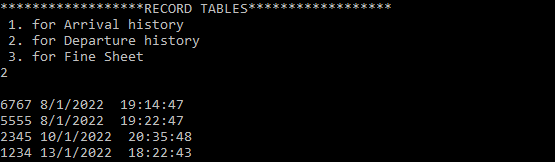 ******************RECORD TABLES******************
1. for Arrival history
2. for Departure history
3. for Fine Sheet
2
6767 8/1/2022  19:14:47
5555 8/1/2022  19:22:47
2345 10/1/2022  20:35:48
1234 13/1/2022  18:22:43